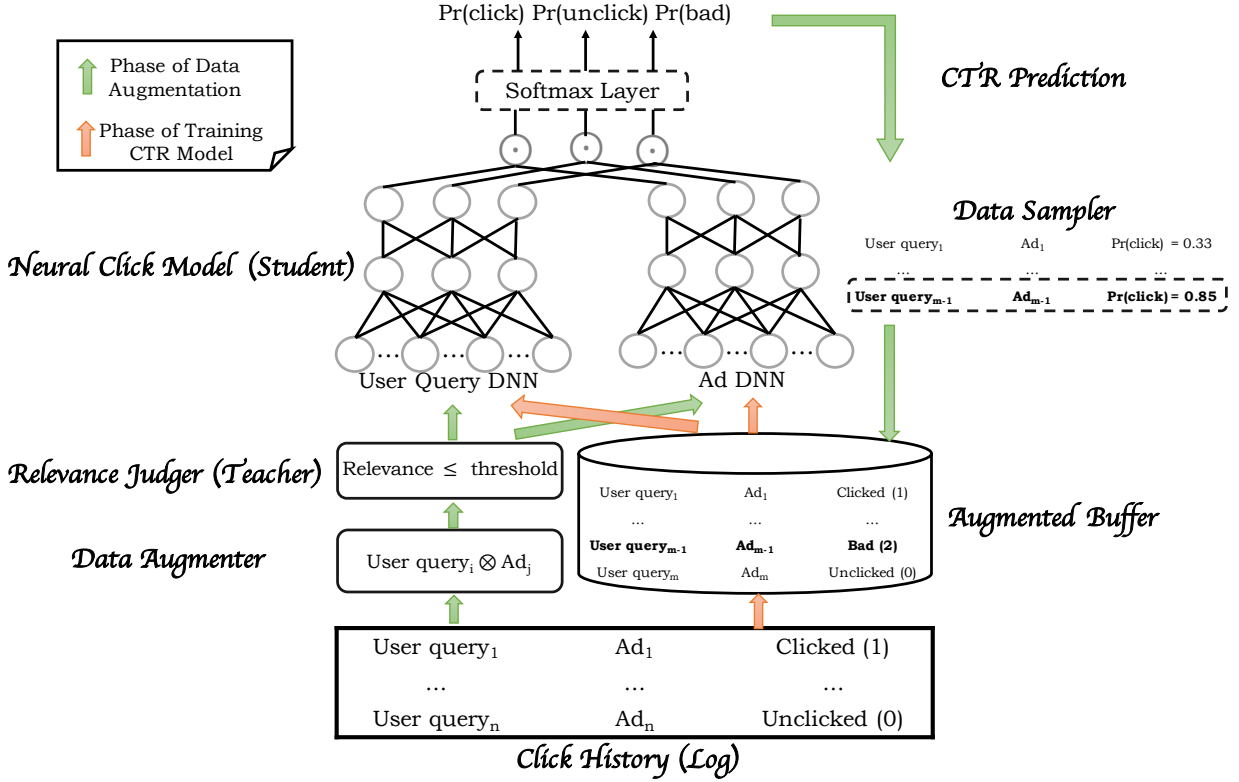 Pr(click) Pr(unclick) Pr(bad)
Phase of Data
Augmentation
Phase of Training
CTR Model
Softmax Layer
CTR Prediction
Data Sampler
User query₁ Ad₁ Pr(click) = 0.33
... ... ...
User queryₘ₋₁ Adₘ₋₁ Pr(click) = 0.85
Neural Click Model (Student)
... ... ... ...
User Query DNN Ad DNN
Relevance Judger (Teacher)
Relevance ≤ threshold
Data Augmenter
User queryᵢ ⊗ Adⱼ
User query₁ Ad₁ Clicked (1)
... ... ...
User queryₘ₋₁ Adₘ₋₁ Bad (2)
User queryₘ Adₘ Unclicked (0)
Augmented Buffer
User query₁ Ad₁ Clicked (1)
... ... ...
User queryₙ Adₙ Unclicked (0)
Click History (Log)